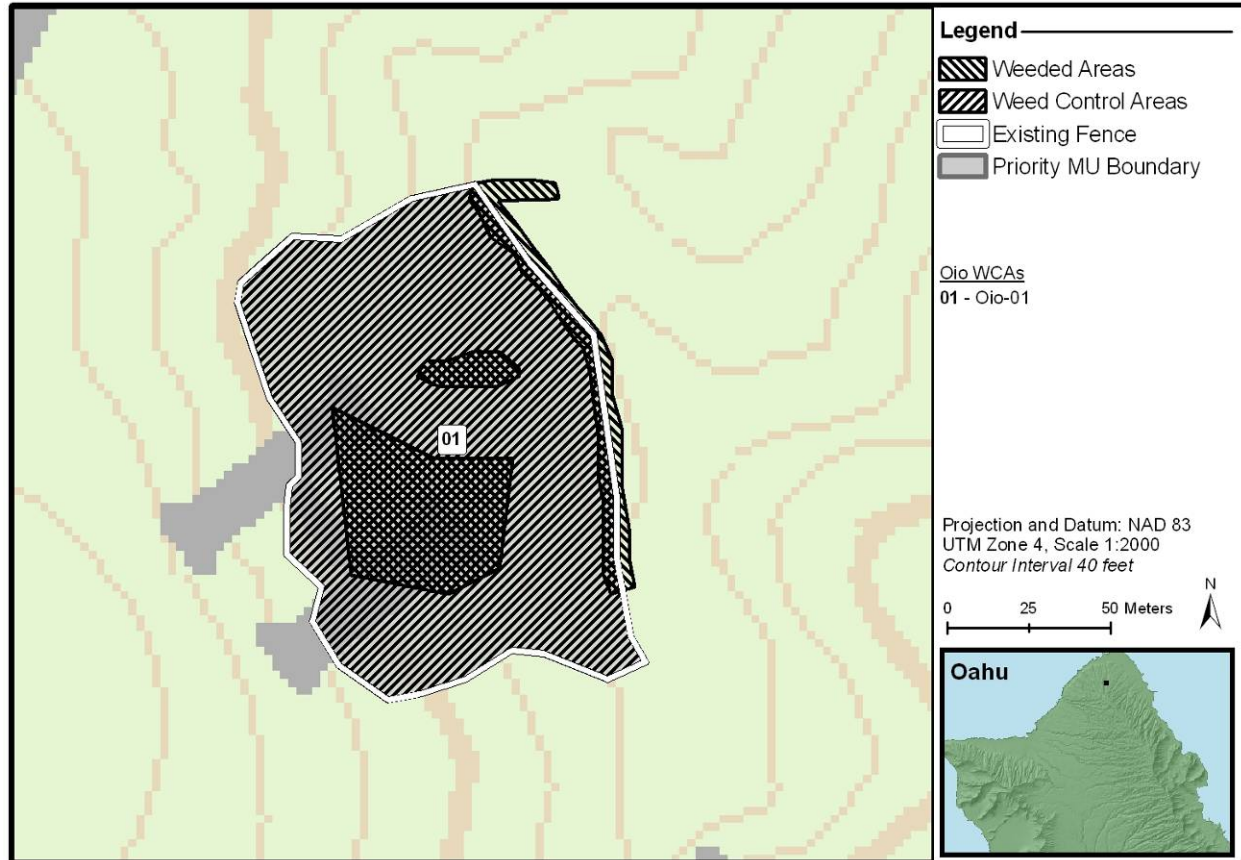 Legend
Weeded Areas
Weed Control Areas
Existing Fence
Priority MU Boundary
Oio WCAs
01 - Oio-01
01
Projection and Datum: NAD 83
UTM Zone 4, Scale 1:2000
Contour Interval 40 feet
N
0 25 50 Meters
Oahu